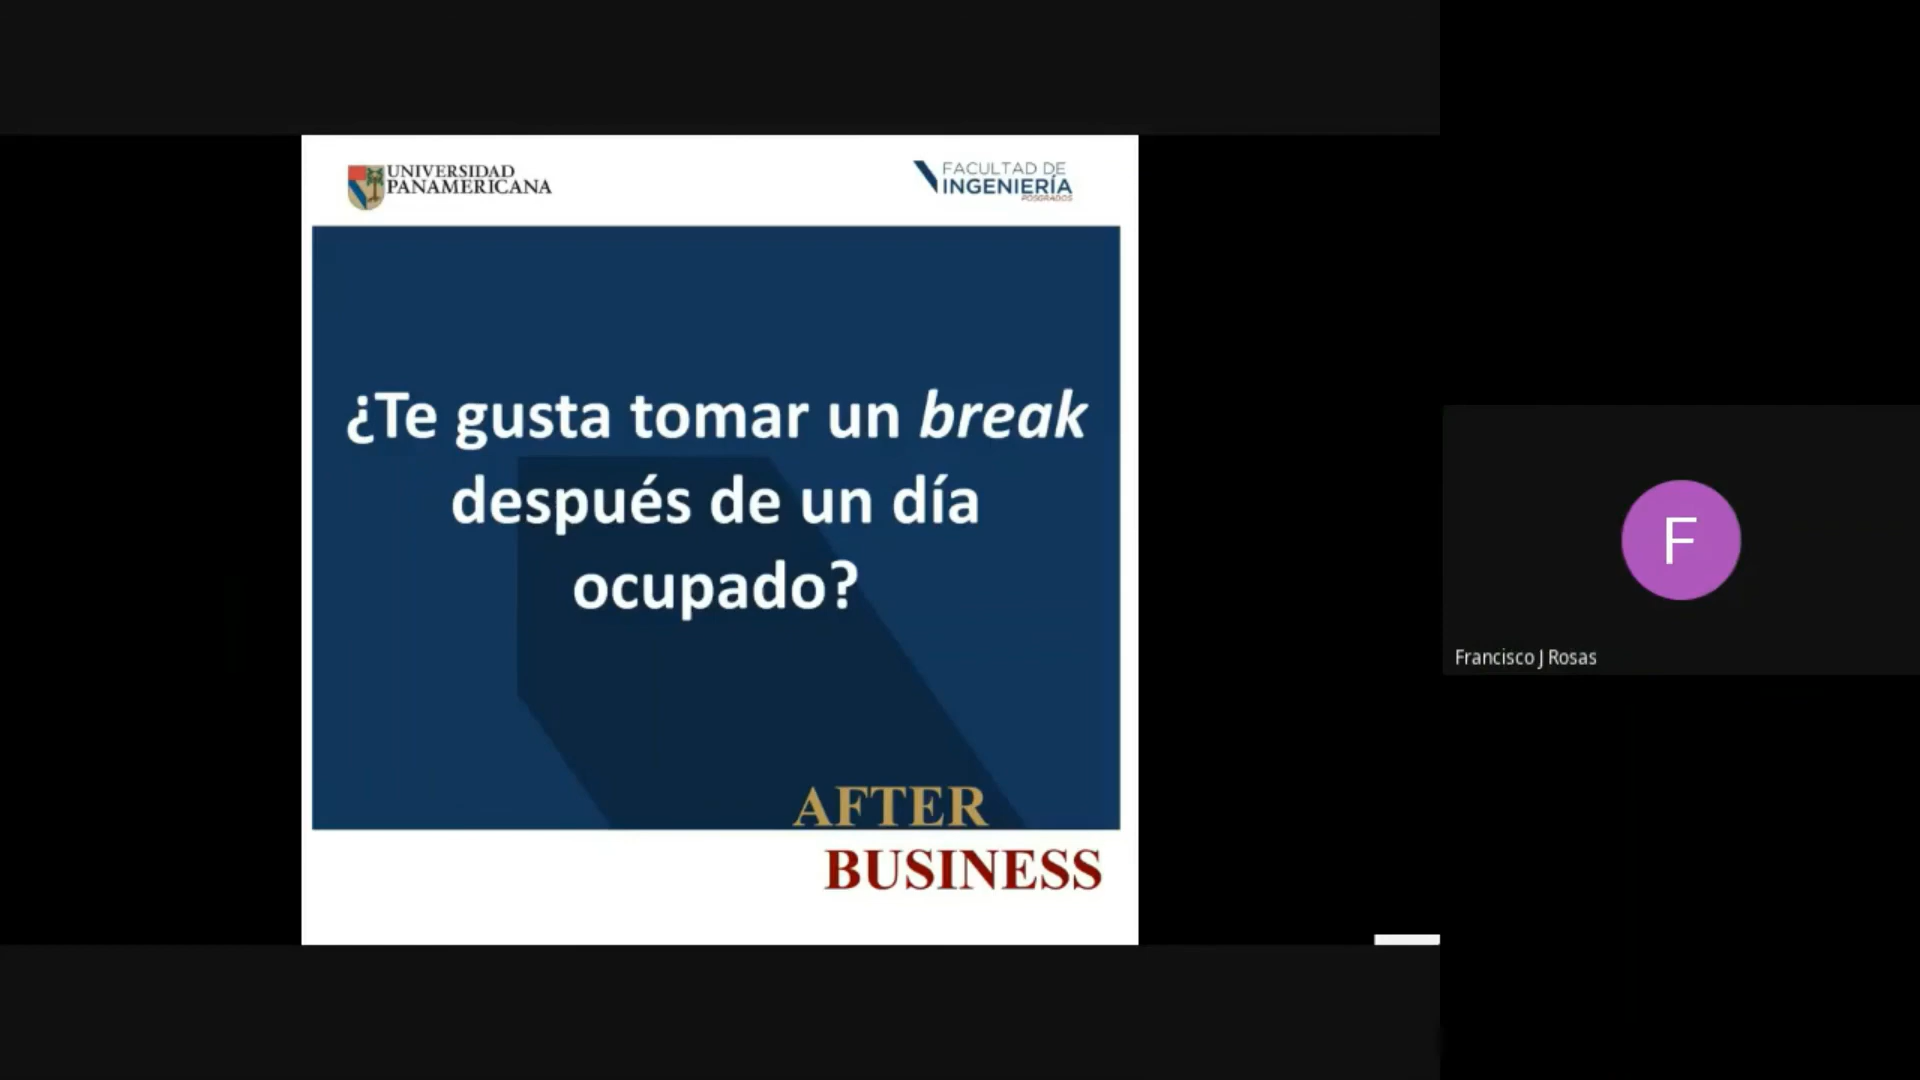 UNIVERSIDAD
PANAMERICANA
FACULTAD DE
INGENIERÍA
POSGRADOS
¿Te gusta tomar un break
después de un día
ocupado?
AFTER
BUSINESS
F
Francisco J Rosas